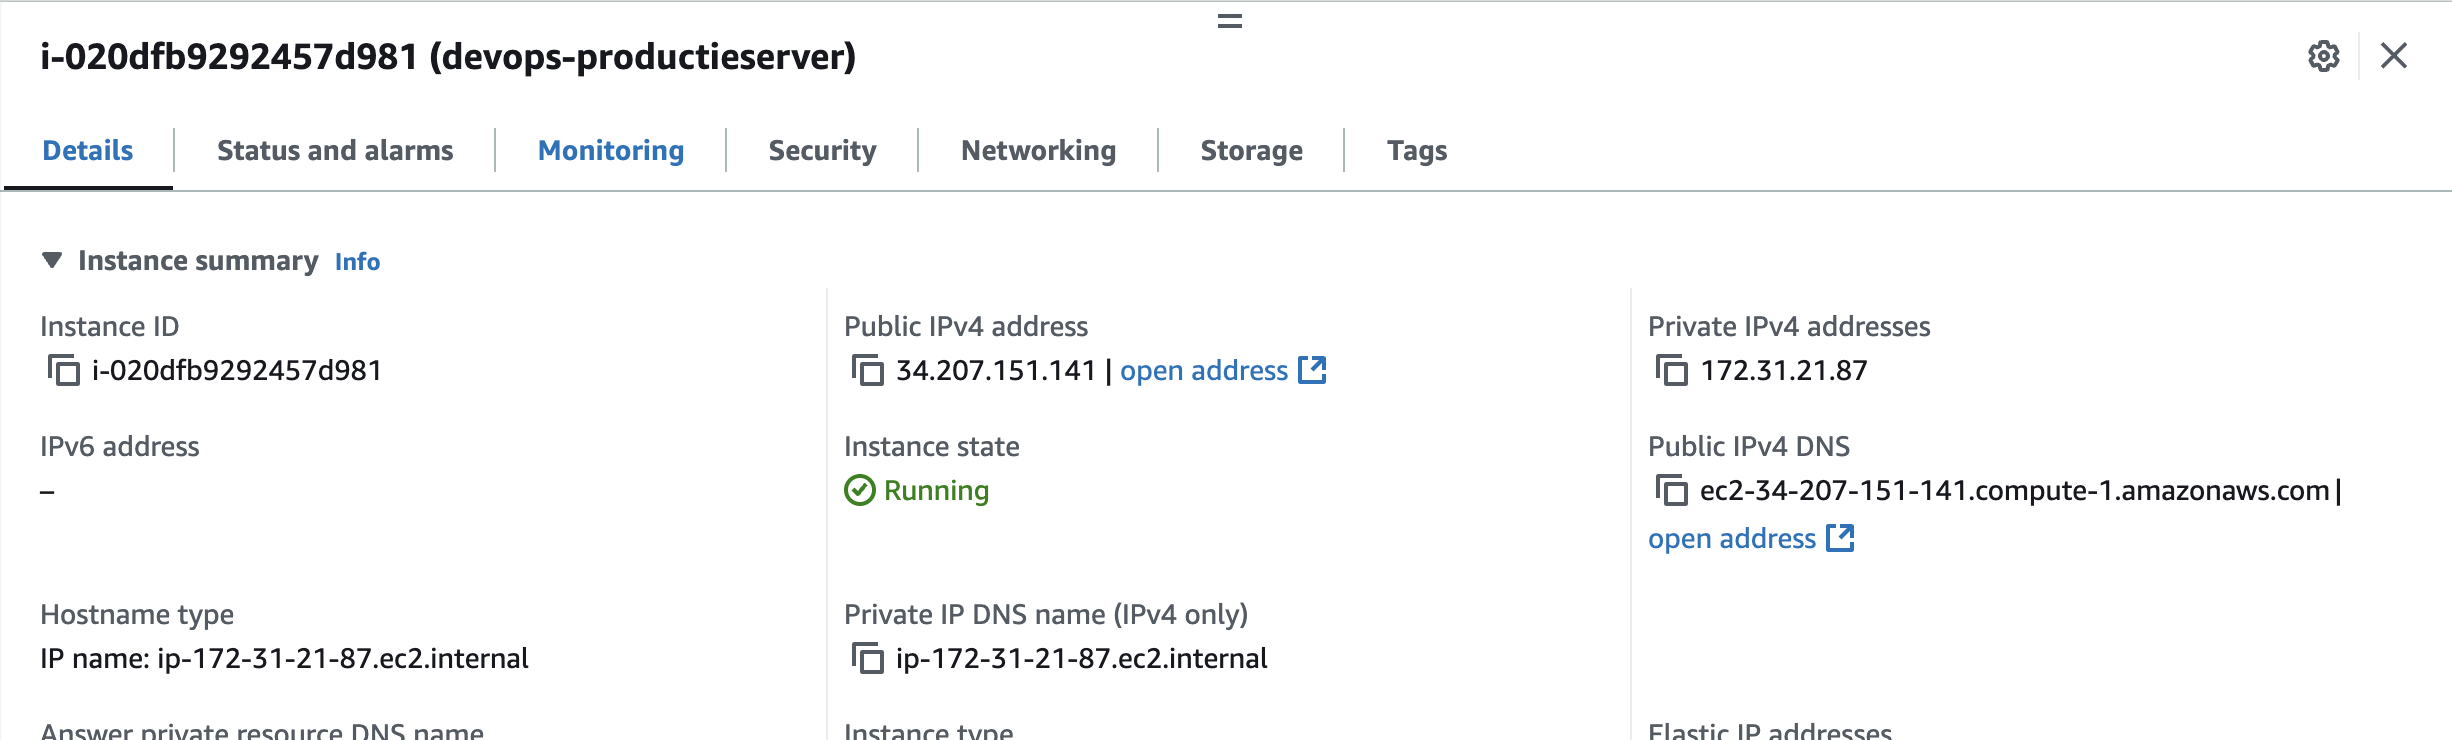 i-020dfb9292457d981 (devops-productieserver)
Details Status and alarms Monitoring Security Networking Storage Tags
Instance summary Info
Instance ID
i-020dfb9292457d981
Public IPv4 address
34.207.151.141 | open address
Private IPv4 addresses
172.31.21.87
IPv6 address
–
Instance state
Running
Public IPv4 DNS
ec2-34-207-151-141.compute-1.amazonaws.com |
open address
Hostname type
IP name: ip-172-31-21-87.ec2.internal
Private IP DNS name (IPv4 only)
ip-172-31-21-87.ec2.internal
Answer private resource DNS name
Instance type
Elastic IP addresses